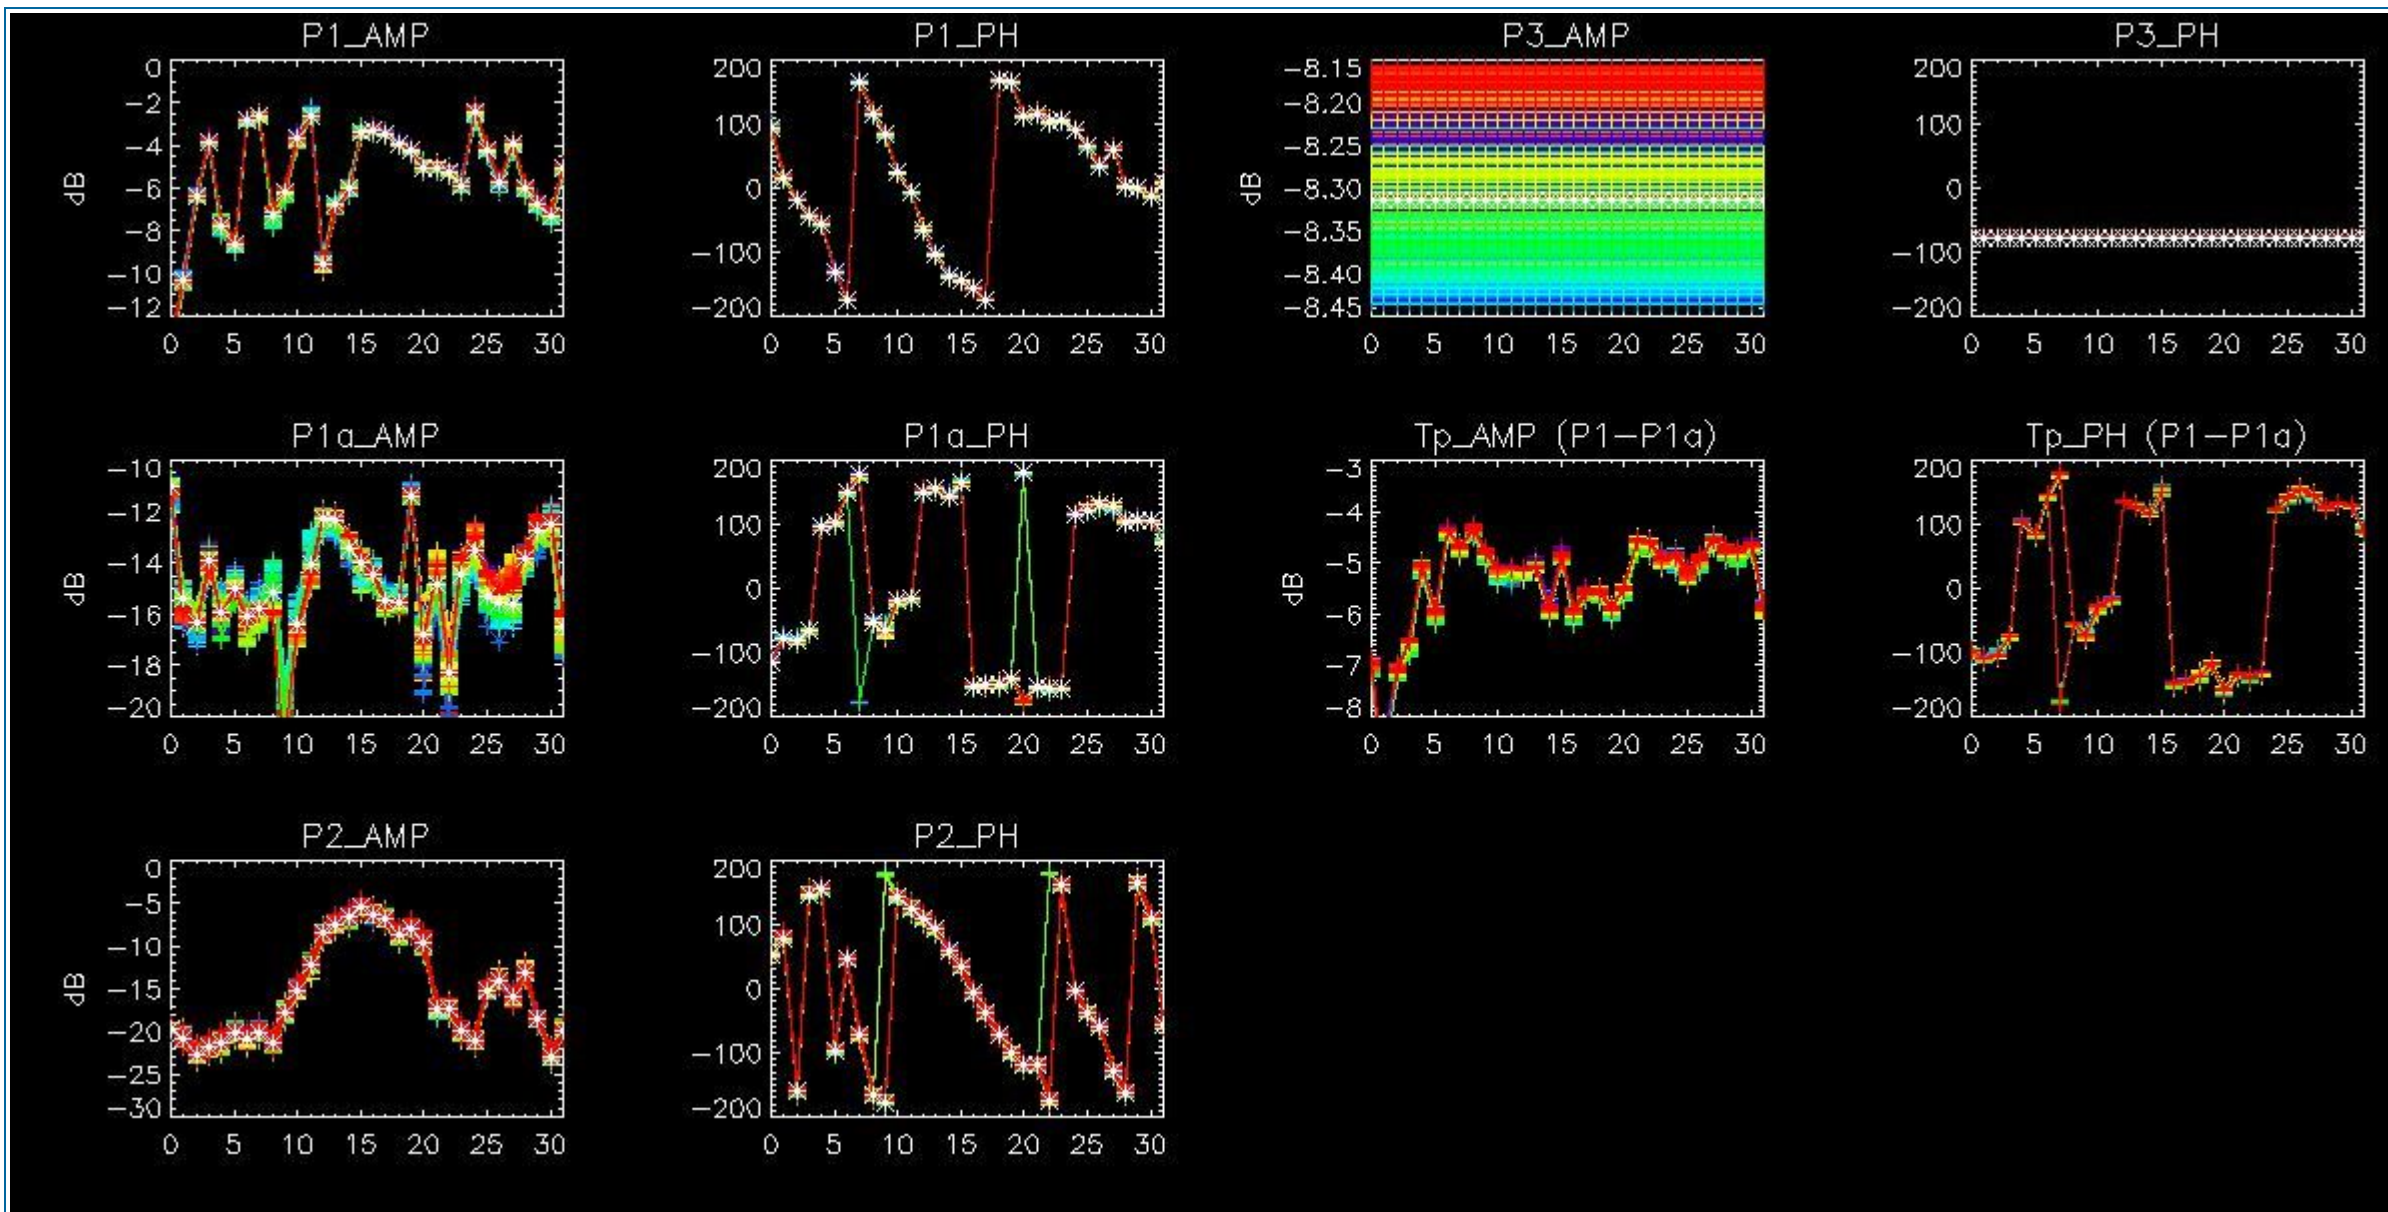 P1_AMP
0
−2
−4
−6
−8
−10
−12
dB
0 5 10 15 20 25 30
P1_PH
200
100
0
−100
−200
0 5 10 15 20 25 30
P3_AMP
−8.15
−8.20
−8.25
−8.30
−8.35
−8.40
−8.45
dB
0 5 10 15 20 25 30
P3_PH
200
100
0
−100
−200
0 5 10 15 20 25 30
P1a_AMP
−10
−12
−14
−16
−18
−20
dB
0 5 10 15 20 25 30
P1a_PH
200
100
0
−100
−200
0 5 10 15 20 25 30
Tp_AMP (P1−P1a)
−3
−4
−5
−6
−7
−8
dB
0 5 10 15 20 25 30
Tp_PH (P1−P1a)
200
100
0
−100
−200
0 5 10 15 20 25 30
P2_AMP
0
−5
−10
−15
−20
−25
−30
dB
0 5 10 15 20 25 30
P2_PH
200
100
0
−100
−200
0 5 10 15 20 25 30